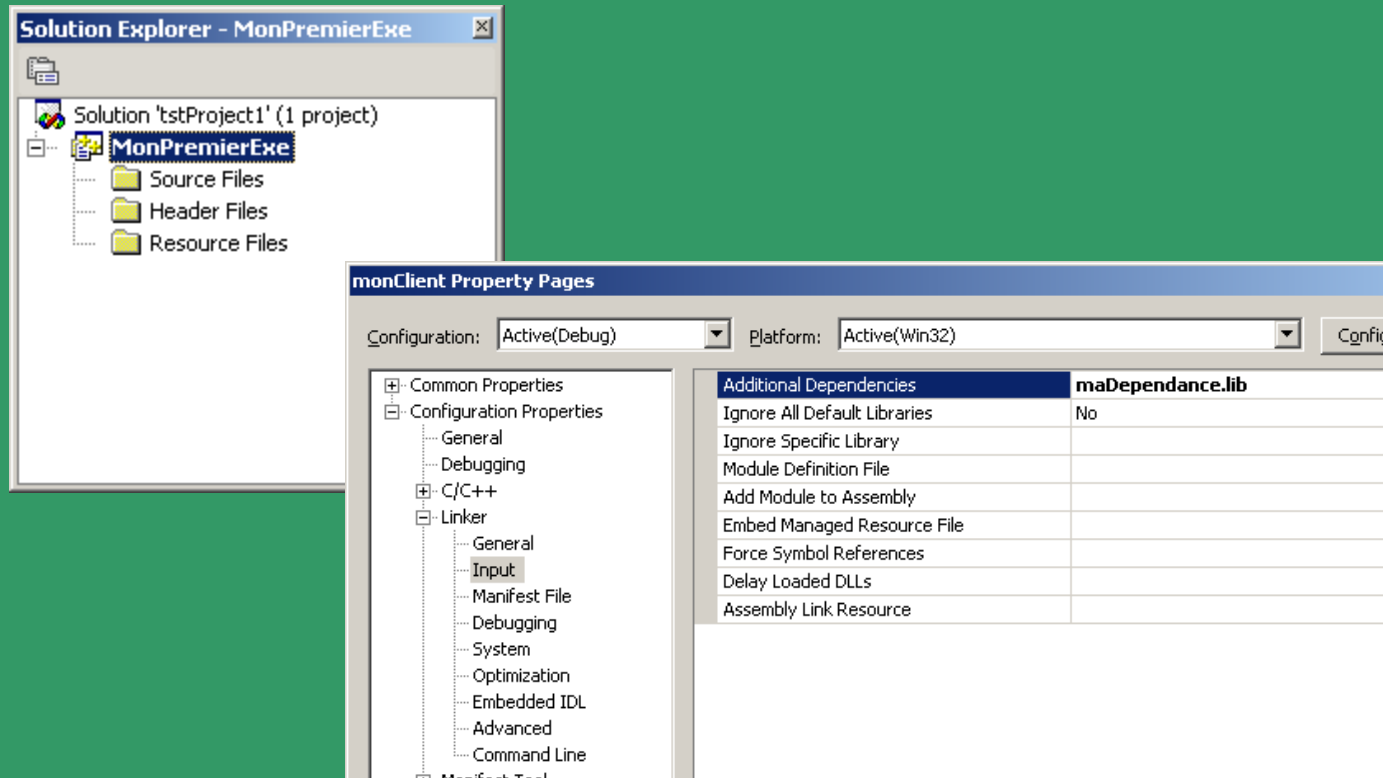 Solution Explorer - MonPremierExe
Solution 'tstProject1' (1 project)
MonPremierExe
Source Files
Header Files
Resource Files
monClient Property Pages
Configuration: Active(Debug) Platform: Active(Win32)
Common Properties
Configuration Properties
General
Debugging
C/C++
Linker
General
Input
Manifest File
Debugging
System
Optimization
Embedded IDL
Advanced
Command Line
Additional Dependencies maDependance.lib
Ignore All Default Libraries No
Ignore Specific Library
Module Definition File
Add Module to Assembly
Embed Managed Resource File
Force Symbol References
Delay Loaded DLLs
Assembly Link Resource